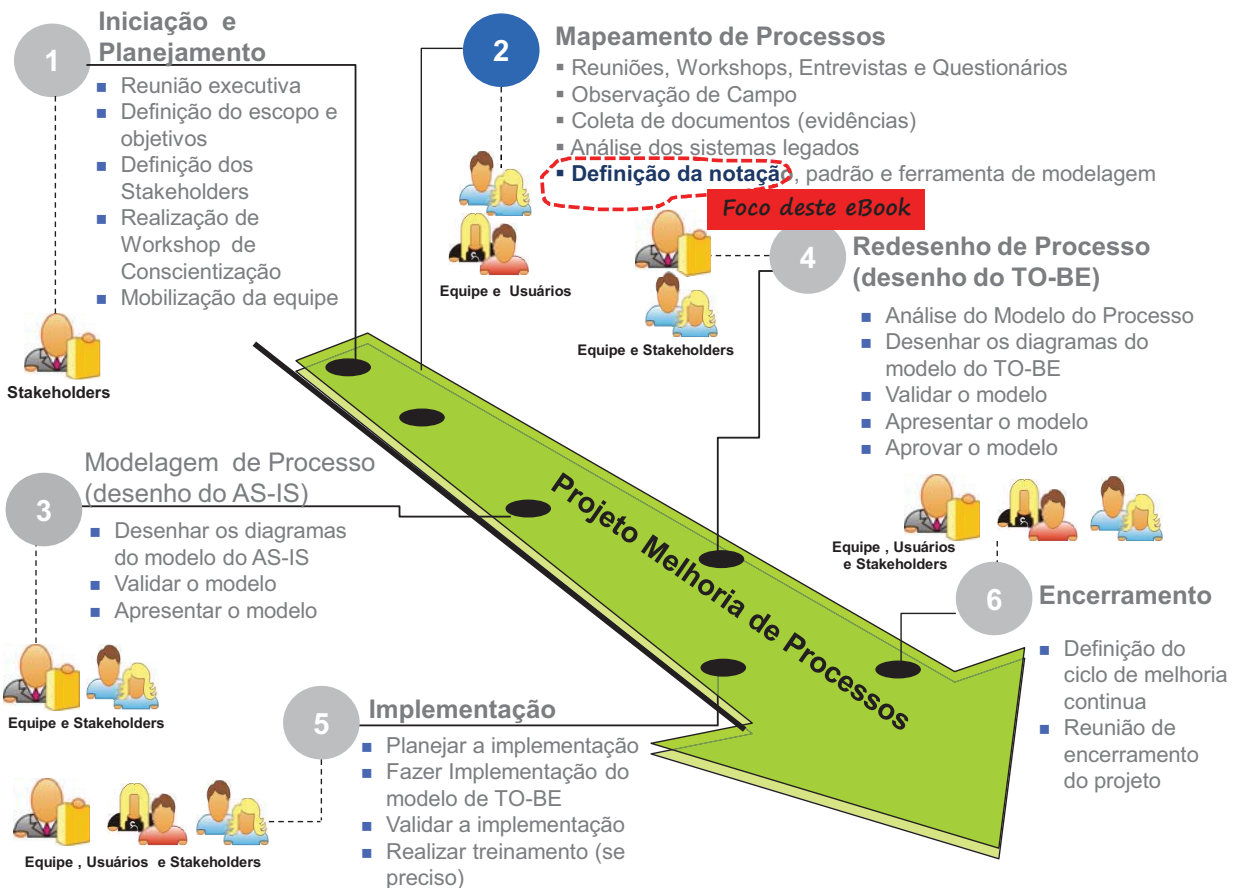 1
Iniciação e
Planejamento
Reunião executiva
Definição do escopo e
objetivos
Definição dos
Stakeholders
Realização de
Workshop de
Conscientização
Mobilização da equipe
Stakeholders
2
Mapeamento de Processos
Reuniões, Workshops, Entrevistas e Questionários
Observação de Campo
Coleta de documentos (evidências)
Análise dos sistemas legados
Definição da notação, padrão e ferramenta de modelagem
Foco deste eBook
Equipe e Usuários
3
Modelagem de Processo
(desenho do AS-IS)
Desenhar os diagramas
do modelo do AS-IS
Validar o modelo
Apresentar o modelo
Equipe e Stakeholders
4
Redesenho de Processo
(desenho do TO-BE)
Análise do Modelo do Processo
Desenhar os diagramas do
modelo do TO-BE
Validar o modelo
Apresentar o modelo
Aprovar o modelo
Equipe e Stakeholders
Projeto Melhoria de Processos
5
Implementação
Planejar a implementação
Fazer Implementação do
modelo de TO-BE
Validar a implementação
Realizar treinamento (se
preciso)
Equipe , Usuários e Stakeholders
6
Encerramento
Definição do
ciclo de melhoria
continua
Reunião de
encerramento
do projeto
Equipe , Usuários
e Stakeholders